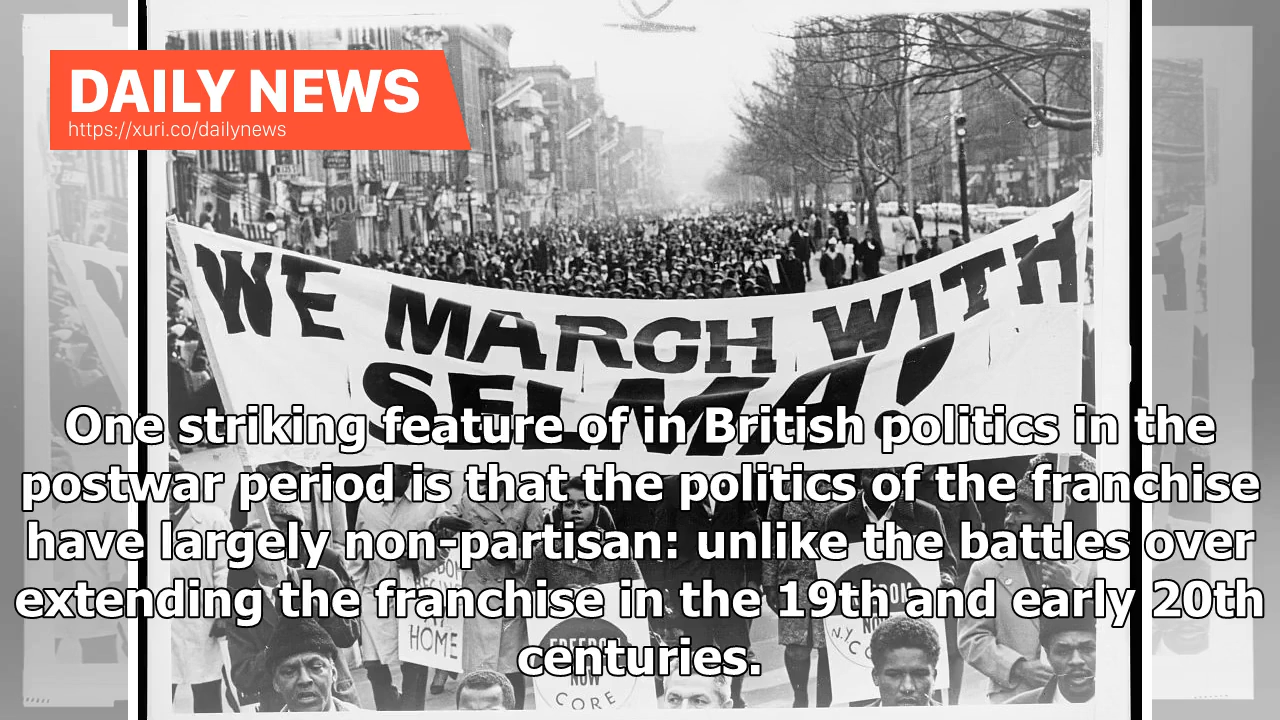 DAILY NEWS
https://xuri.co/dailynews
WE MARCH WITH
SELMA!
One striking feature of in British politics in the
postwar period is that the politics of the franchise
have largely non-partisan: unlike the battles over
extending the franchise in the 19th and early 20th
centuries.
HOME
FREEDOM
NOW
CORE
NOW
N.Y.C